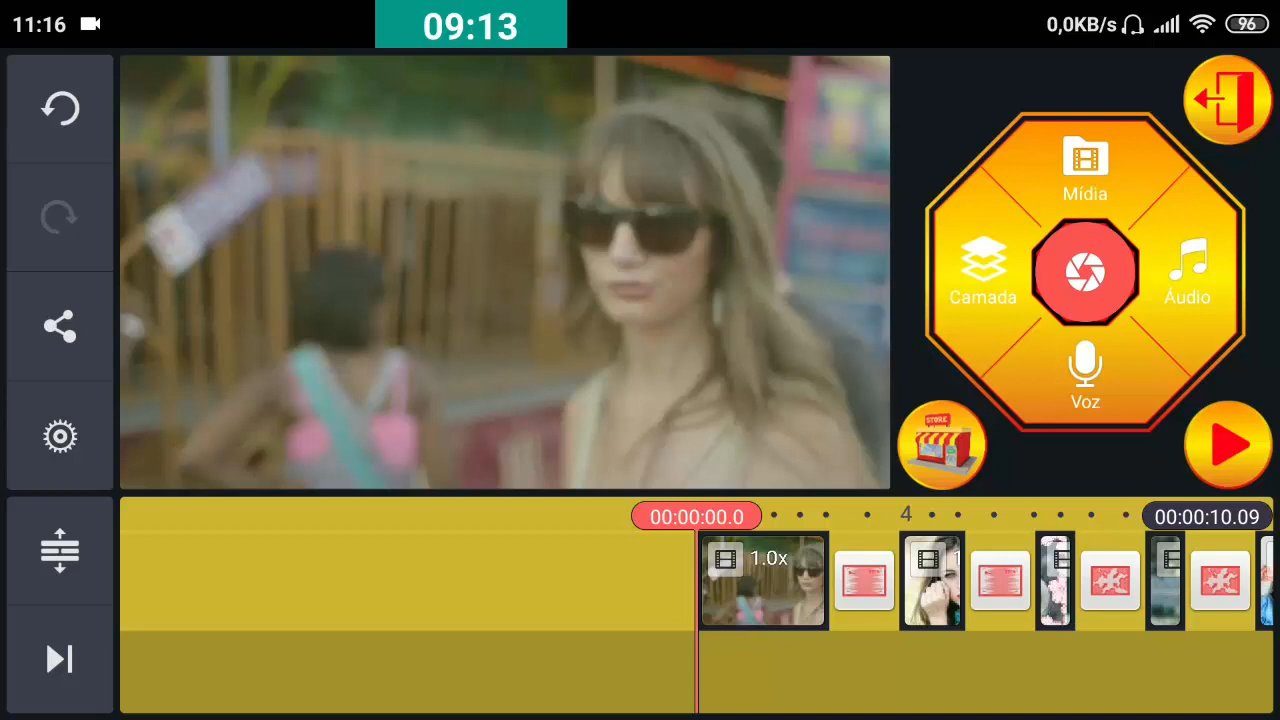 11:16
09:13
0,0KB/s
96
Mídia
Camada
Áudio
Voz
STORE
00:00:00.0
4
00:00:10.09
1.0x